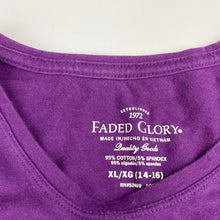 ESTABLISHED
1972
FADED GLORY®
MADE IN/HECHO EN VIETNAM
Quality Goods
95% COTTON/5% SPANDEX
95% algodón/5% spandex
XL/XG (14-16)